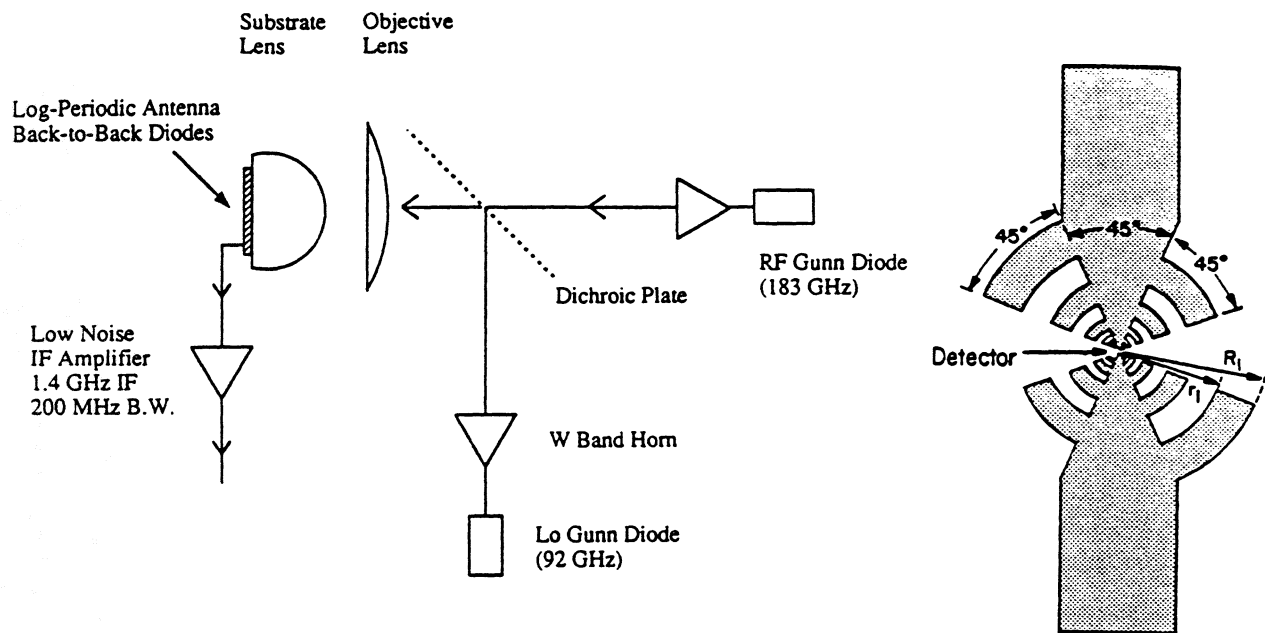 Substrate
Lens
Objective
Lens
Log-Periodic Antenna
Back-to-Back Diodes
RF Gunn Diode
(183 GHz)
Dichroic Plate
Low Noise
IF Amplifier
1.4 GHz IF
200 MHz B.W.
W Band Horn
Lo Gunn Diode
(92 GHz)
45°
45°
45°
Detector
R1
r1